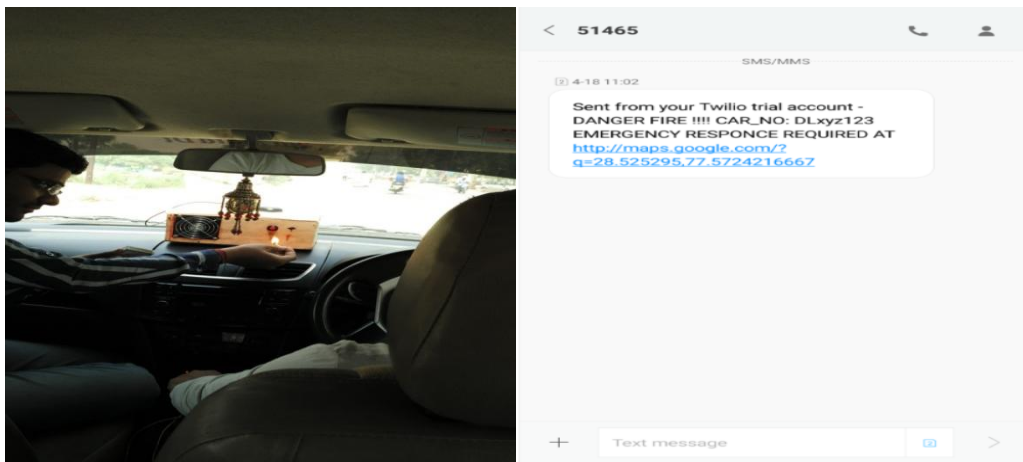 51465
SMS/MMS
4-18 11:02
Sent from your Twilio trial account -
DANGER FIRE !!!! CAR_NO: DLxyz123
EMERGENCY RESPONCE REQUIRED AT
http://maps.google.com/?
q=28.525295,77.5724216667
Text message